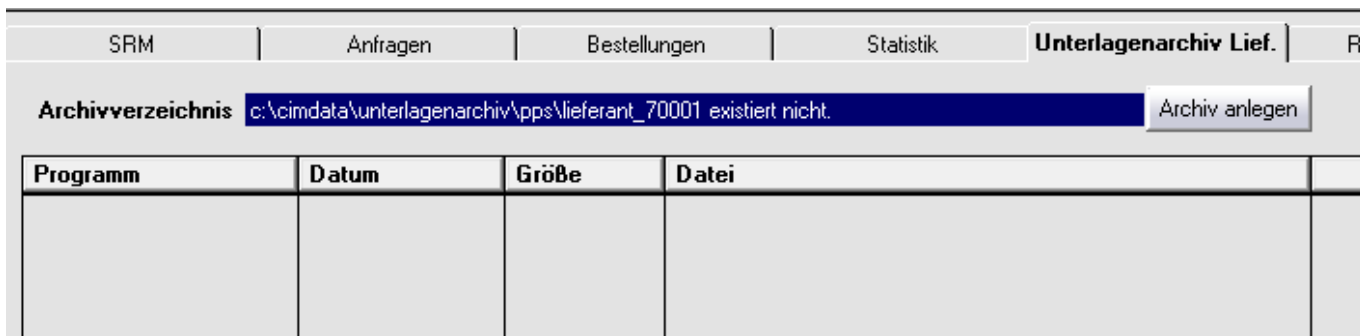 SRM Anfragen Bestellungen Statistik Unterlagenarchiv Lief. R
Archivverzeichnis c:\cimdata\unterlagenarchiv\pps\lieferant_70001 existiert nicht. Archiv anlegen
Programm Datum Größe Datei